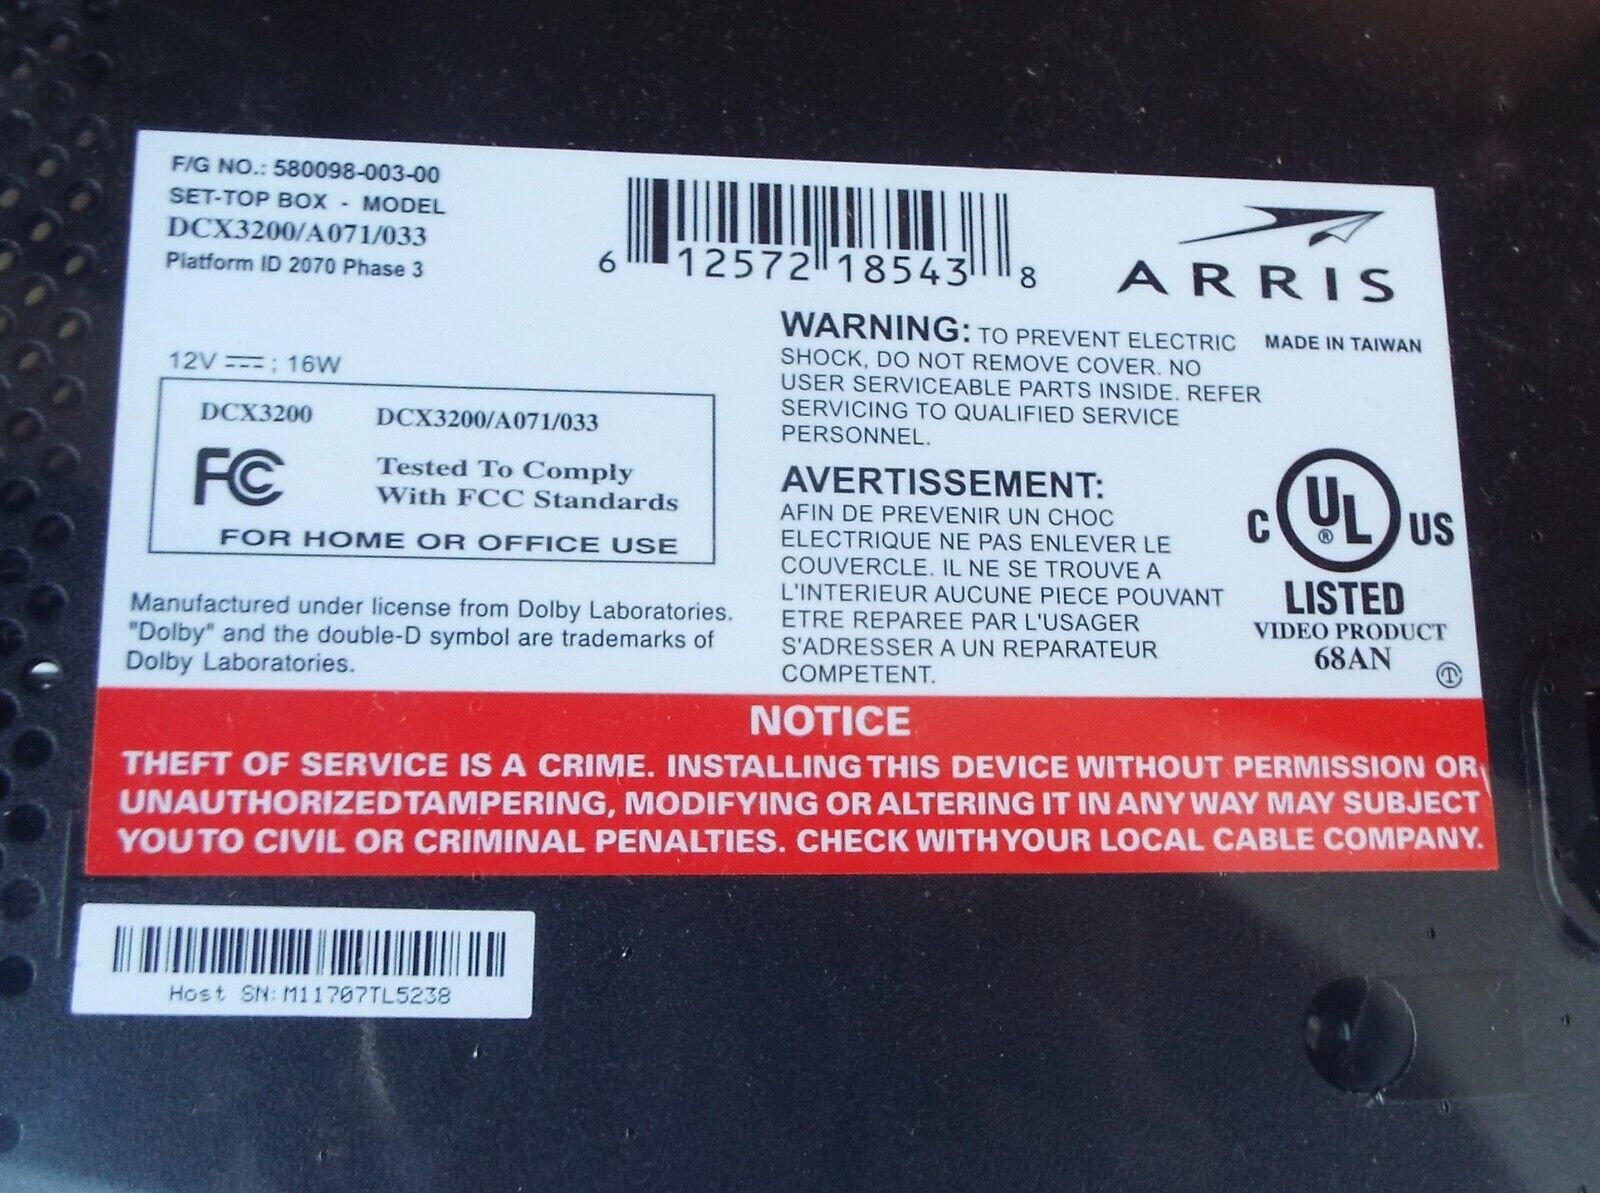 F/G NO.: 580098-003-00
SET-TOP BOX - MODEL
DCX3200/A071/033
Platform ID 2070 Phase 3
6 12572 18543 8
ARRIS
MADE IN TAIWAN
12V ⎓ : 16W
DCX3200 DCX3200/A071/033
FC Tested To Comply
With FCC Standards
FOR HOME OR OFFICE USE
Manufactured under license from Dolby Laboratories.
"Dolby" and the double-D symbol are trademarks of
Dolby Laboratories.
WARNING: TO PREVENT ELECTRIC
SHOCK, DO NOT REMOVE COVER. NO
USER SERVICEABLE PARTS INSIDE. REFER
SERVICING TO QUALIFIED SERVICE
PERSONNEL.
AVERTISSEMENT:
AFIN DE PREVENIR UN CHOC
ELECTRIQUE NE PAS ENLEVER LE
COUVERCLE. IL NE SE TROUVE A
L'INTERIEUR AUCUNE PIECE POUVANT
ETRE REPAREE PAR L'USAGER
S'ADRESSER A UN REPARATEUR
COMPETENT.
C UL ® US
LISTED
VIDEO PRODUCT
68AN
T
NOTICE
THEFT OF SERVICE IS A CRIME. INSTALLING THIS DEVICE WITHOUT PERMISSION OR
UNAUTHORIZED TAMPERING, MODIFYING OR ALTERING IT IN ANY WAY MAY SUBJECT
YOU TO CIVIL OR CRIMINAL PENALTIES. CHECK WITH YOUR LOCAL CABLE COMPANY.
Host SN: M11707TL5238